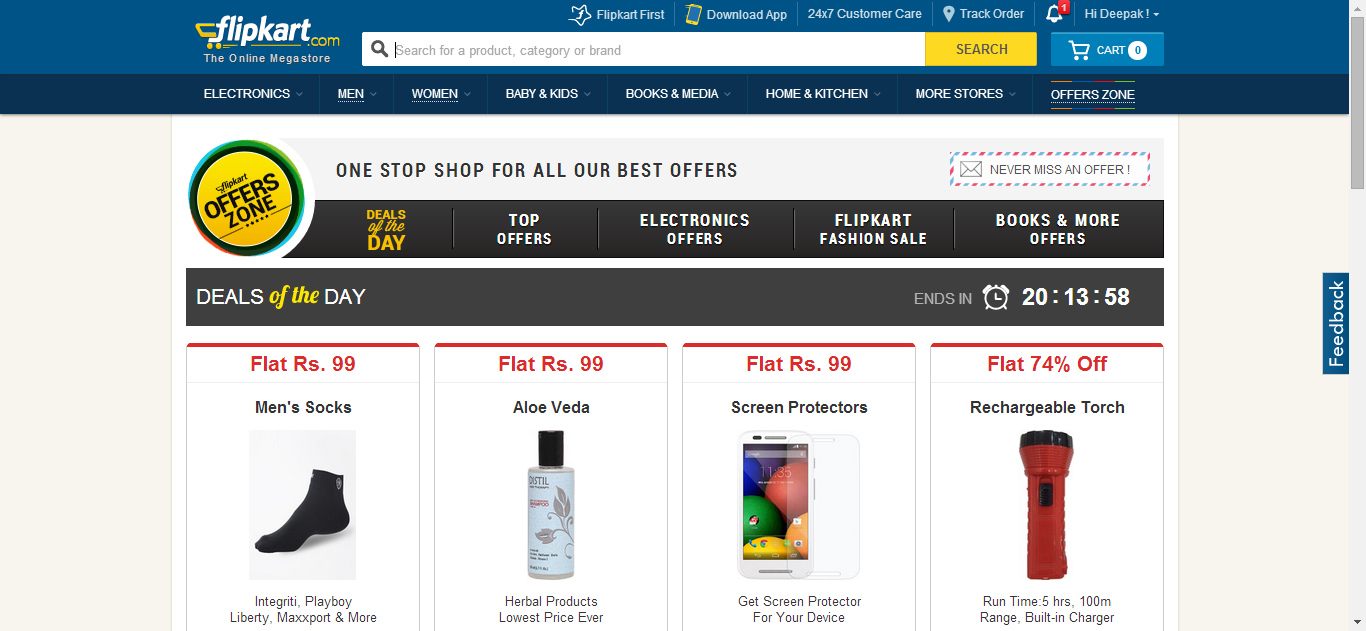 flipkart.com
The Online Megastore
Flipkart First
Download App
24x7 Customer Care
Track Order
1
Hi Deepak !
Search for a product, category or brand
SEARCH
CART 0
ELECTRONICS
MEN
WOMEN
BABY & KIDS
BOOKS & MEDIA
HOME & KITCHEN
MORE STORES
OFFERS ZONE
flipkart
OFFERS
ZONE
ONE STOP SHOP FOR ALL OUR BEST OFFERS
NEVER MISS AN OFFER !
DEALS
of the
DAY
TOP
OFFERS
ELECTRONICS
OFFERS
FLIPKART
FASHION SALE
BOOKS & MORE
OFFERS
DEALS of the DAY
ENDS IN 20 : 13 : 58
Feedback
Flat Rs. 99
Men's Socks
Integriti, Playboy
Liberty, Maxxport & More
Flat Rs. 99
Aloe Veda
DISTIL
SHAMPOO
Herbal Products
Lowest Price Ever
Flat Rs. 99
Screen Protectors
11:35
Get Screen Protector
For Your Device
Flat 74% Off
Rechargeable Torch
Run Time:5 hrs, 100m
Range, Built-in Charger